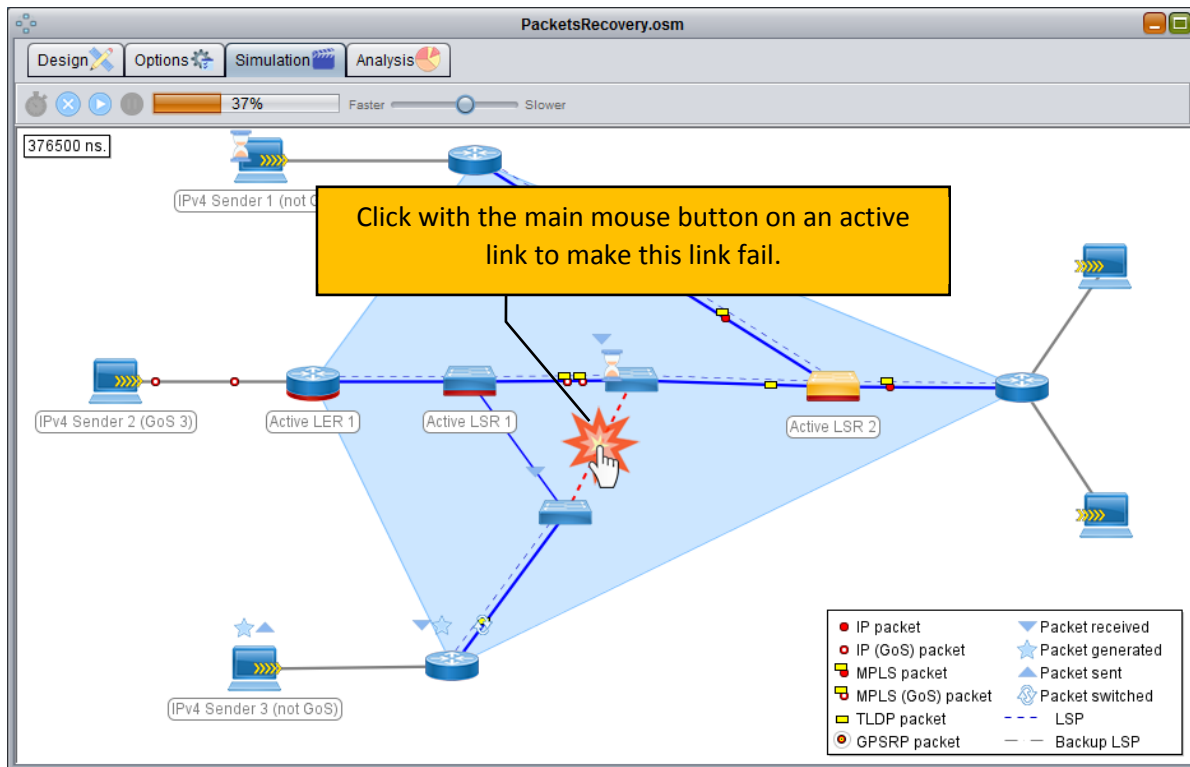 PacketsRecovery.osm
Design
Options
Simulation
Analysis
37%
Faster
Slower
376500 ns.
IPv4 Sender 1 (not
Click with the main mouse button on an active
link to make this link fail.
IPv4 Sender 2 (GoS 3)
Active LER 1
Active LSR 1
Active LSR 2
IPv4 Sender 3 (not GoS)
IP packet
IP (GoS) packet
MPLS packet
MPLS (GoS) packet
TLDP packet
GPSRP packet
Packet received
Packet generated
Packet sent
Packet switched
LSP
Backup LSP